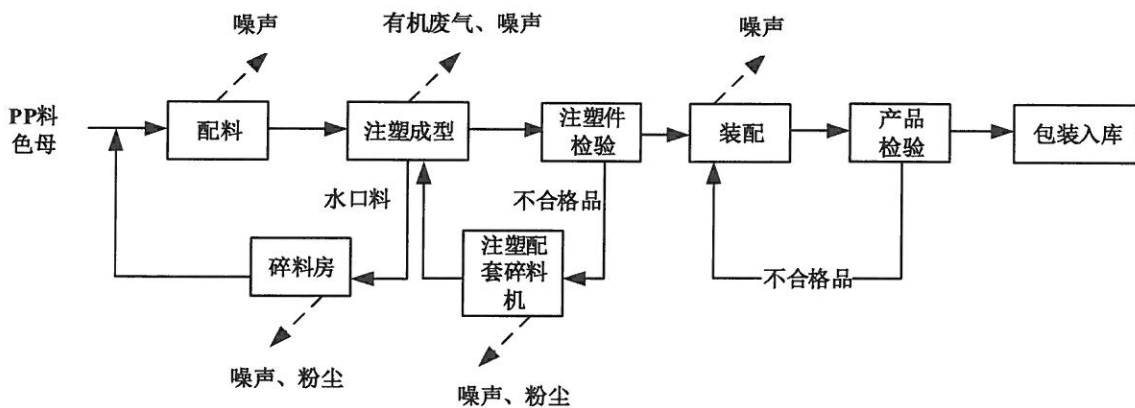 噪声
有机废气、噪声
噪声
PP料
色母
配料
注塑成型
注塑件
检验
装配
产品
检验
包装入库
水口料
不合格品
碎料房
注塑配
套碎料
机
不合格品
噪声、粉尘
噪声、粉尘